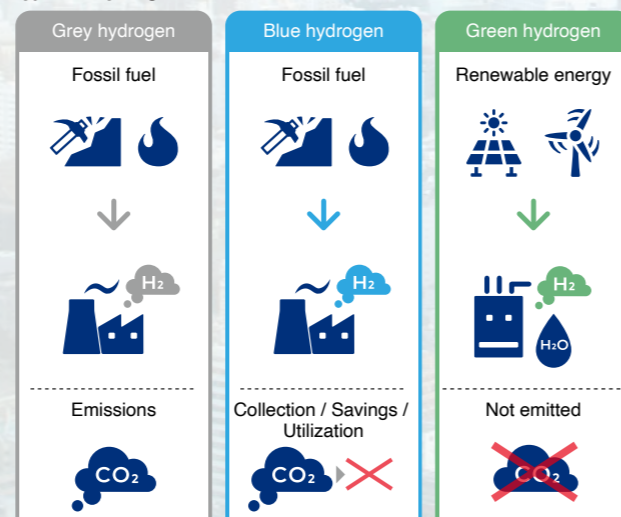 Grey hydrogen
Fossil fuel
H₂
Emissions
CO₂
Blue hydrogen
Fossil fuel
H₂
Collection / Savings /
Utilization
CO₂
Green hydrogen
Renewable energy
H₂
H₂O
Not emitted
CO₂